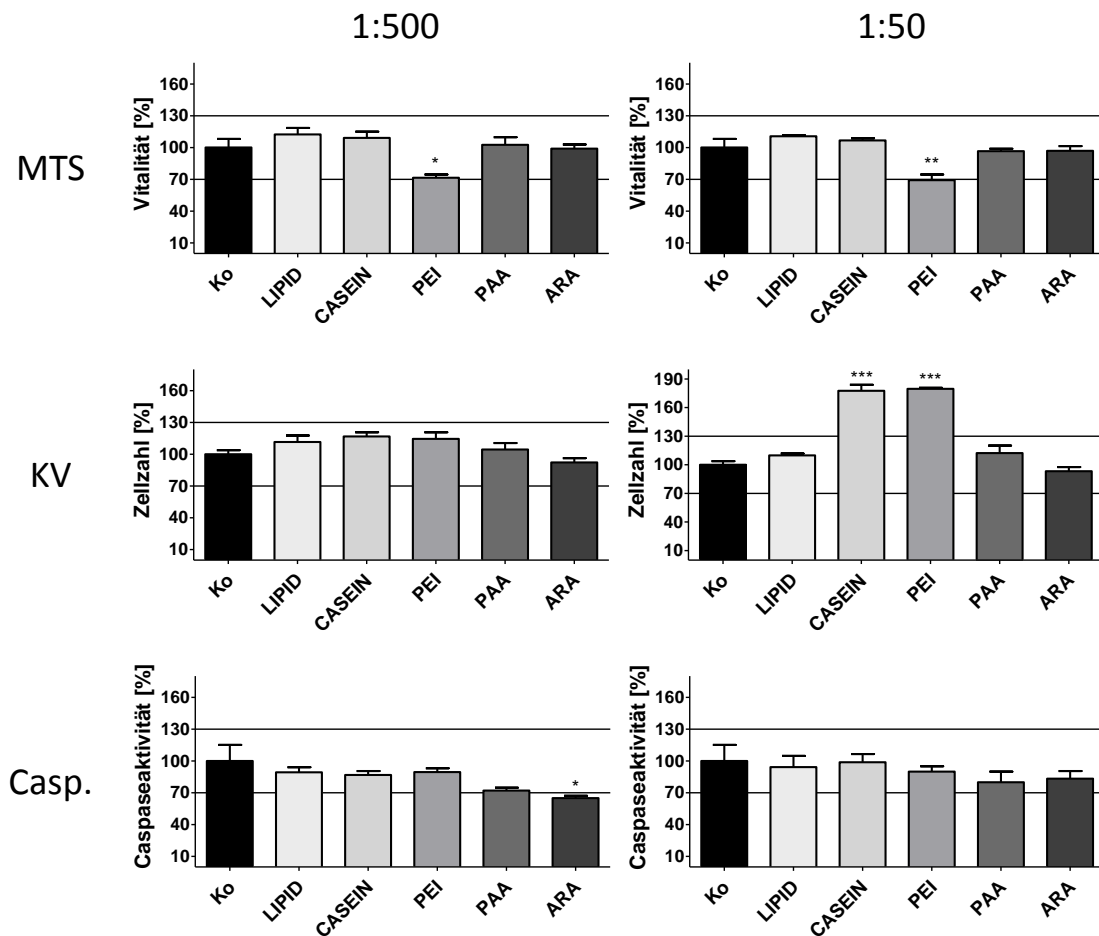 1:500
1:50
MTS
Vitalität [%]
160
130
100
70
40
10
*
Ko
LIPID
CASEIN
PEI
PAA
ARA
Vitalität [%]
160
130
100
70
40
10
**
Ko
LIPID
CASEIN
PEI
PAA
ARA
KV
Zellzahl [%]
160
130
100
70
40
10
Ko
LIPID
CASEIN
PEI
PAA
ARA
Zellzahl [%]
190
160
130
100
70
40
10
***
***
Ko
LIPID
CASEIN
PEI
PAA
ARA
Casp.
Caspaseaktivität [%]
160
130
100
70
40
10
*
Ko
LIPID
CASEIN
PEI
PAA
ARA
Caspaseaktivität [%]
160
130
100
70
40
10
Ko
LIPID
CASEIN
PEI
PAA
ARA